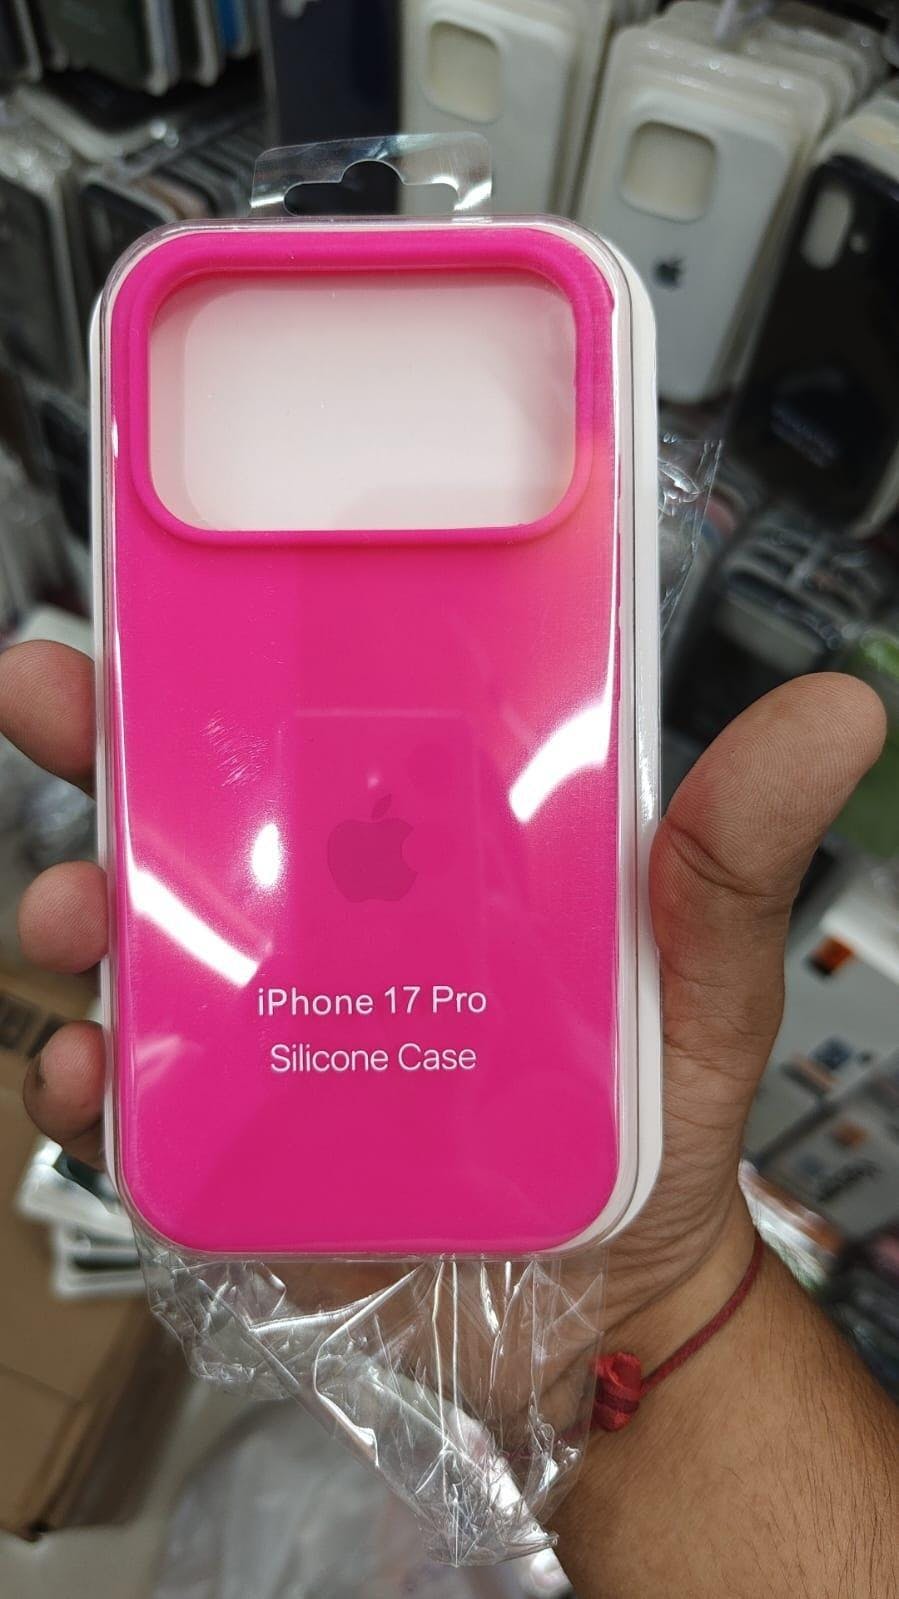 iPhone 17 Pro
Silicone Case